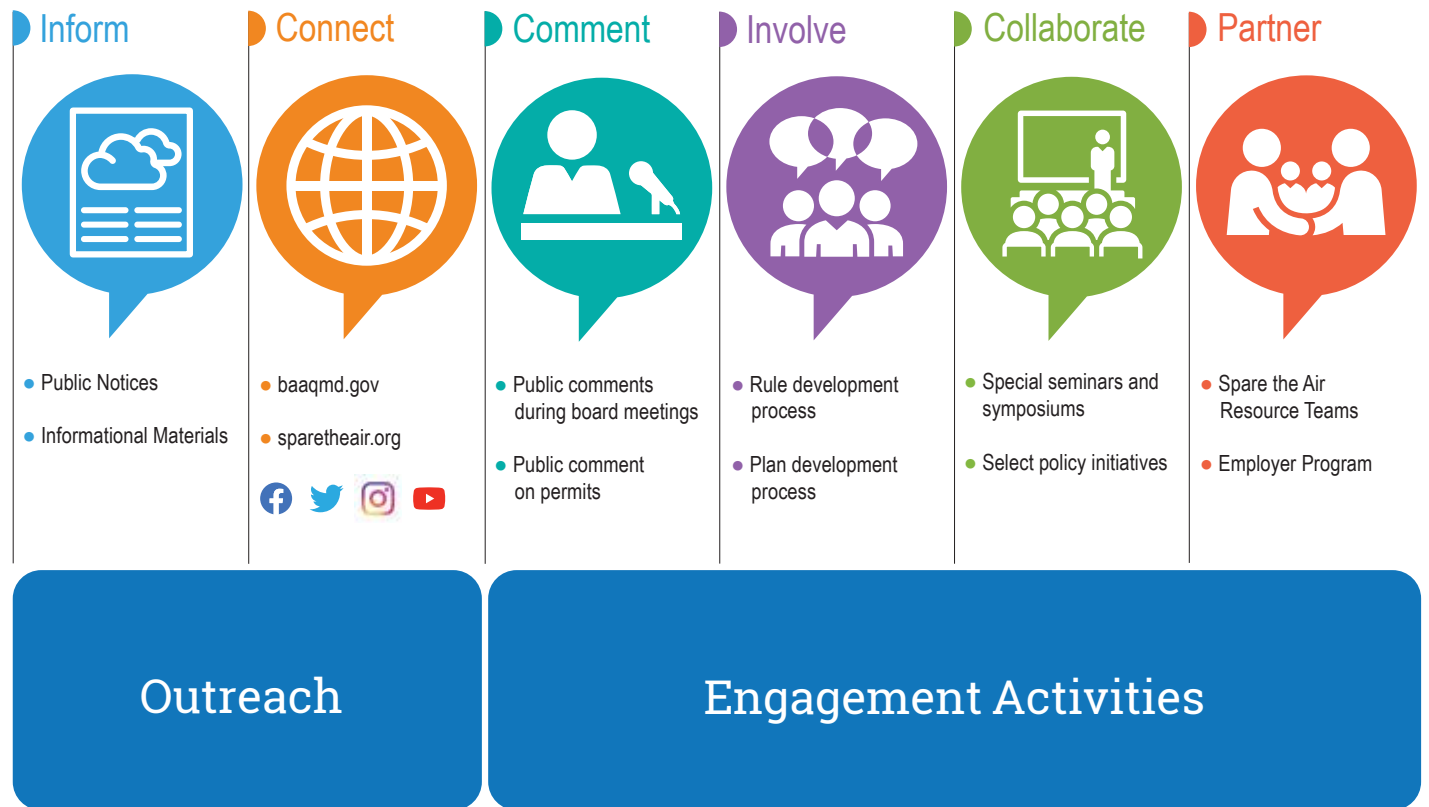 Inform
Connect
Comment
Involve
Collaborate
Partner
Public Notices
Informational Materials
baaqmd.gov
sparetheair.org
Public comments
during board meetings
Public comment
on permits
Rule development
process
Plan development
process
Special seminars and
symposiums
Select policy initiatives
Spare the Air
Resource Teams
Employer Program
Outreach
Engagement Activities